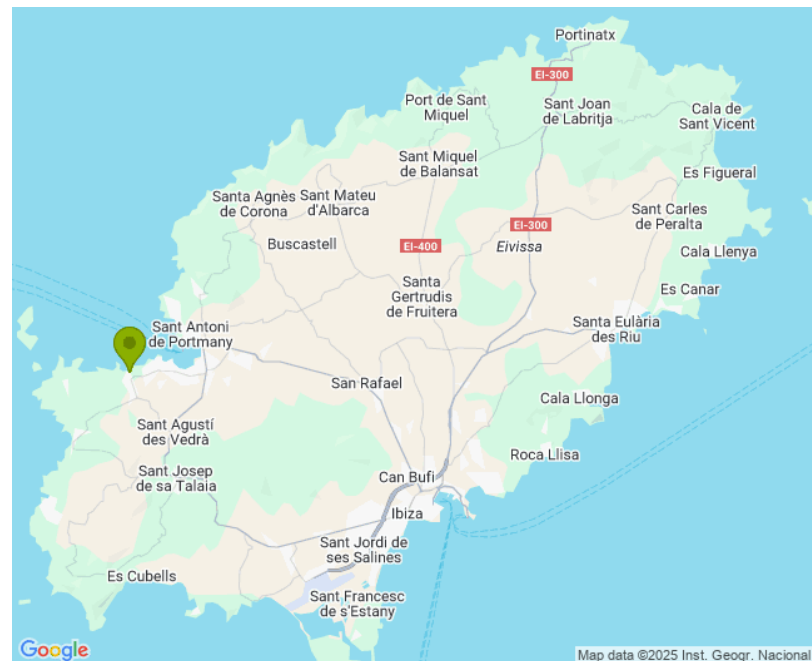 Portinatx
EI-300
Port de Sant
Miquel
Sant Joan
de Labritja
Cala de
Sant Vicent
Sant Miquel
de Balansat
Es Figueral
Santa Agnès
de Corona
Sant Mateu
d'Albarca
Sant Carles
de Peralta
EI-300
Buscastell
EI-400
Eivissa
Cala Llenya
Santa
Gertrudis
de Fruitera
Es Canar
Sant Antoni
de Portmany
Santa Eulària
des Riu
San Rafael
Cala Llonga
Sant Agustí
des Vedrà
Roca Llisa
Sant Josep
de sa Talaia
Can Bufi
Ibiza
Sant Jordi de
ses Salines
Es Cubells
Sant Francesc
de s'Estany
Google
Map data ©2025 Inst. Geogr. Nacional